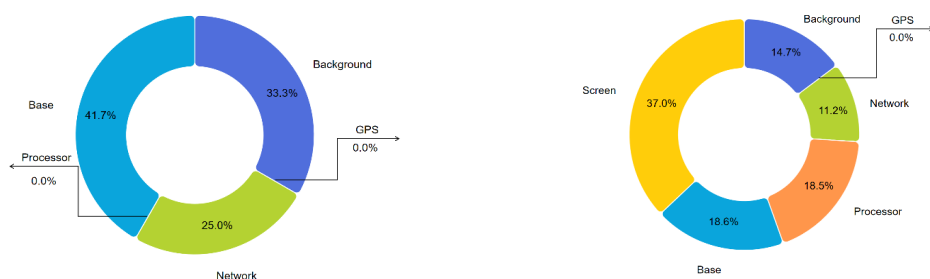 Background
33.3%
GPS
0.0%
Network
25.0%
Processor
0.0%
Base
41.7%
Background
14.7%
GPS
0.0%
Network
11.2%
Processor
18.5%
Base
18.6%
Screen
37.0%